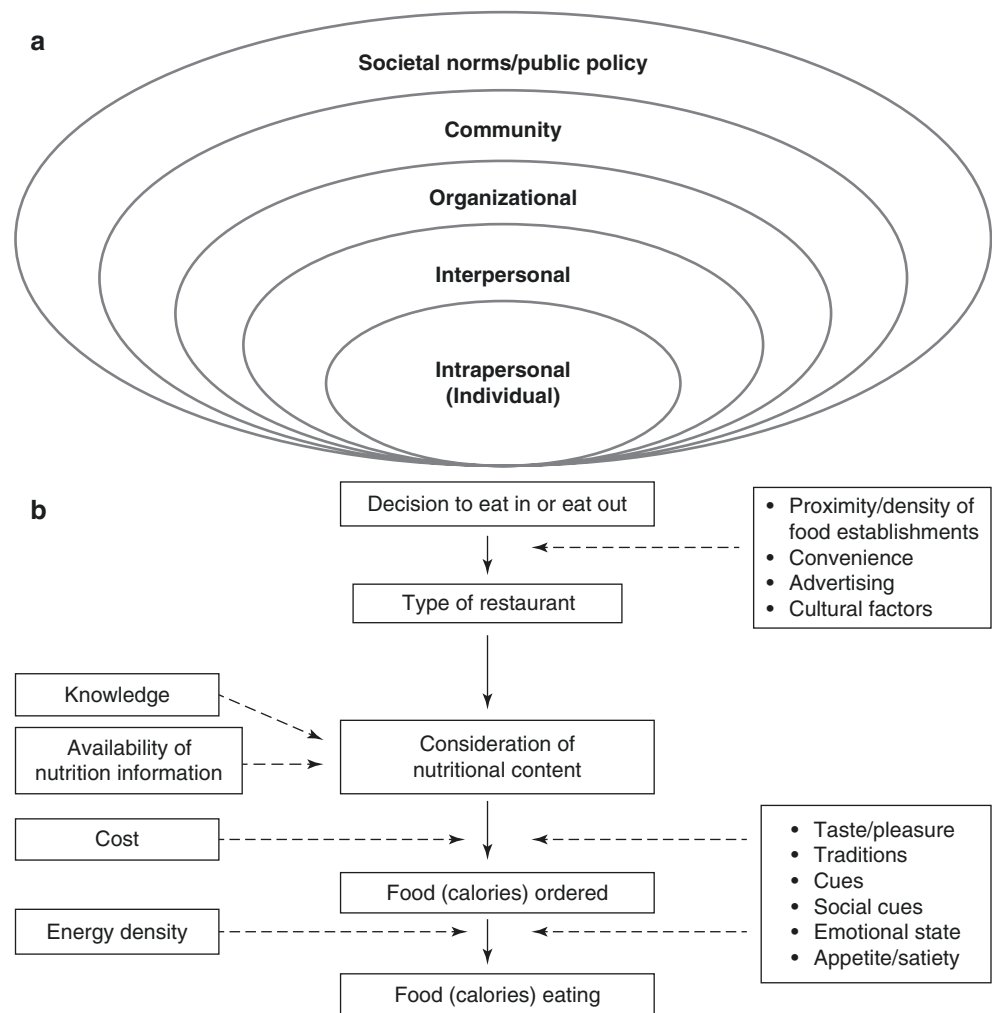 a
Societal norms/public policy
Community
Organizational
Interpersonal
Intrapersonal
(Individual)
b
Decision to eat in or eat out
• Proximity/density of
food establishments
• Convenience
• Advertising
• Cultural factors
Type of restaurant
Knowledge
Availability of
nutrition information
Consideration of
nutritional content
Cost
• Taste/pleasure
• Traditions
• Cues
• Social cues
• Emotional state
• Appetite/satiety
Food (calories) ordered
Energy density
Food (calories) eating